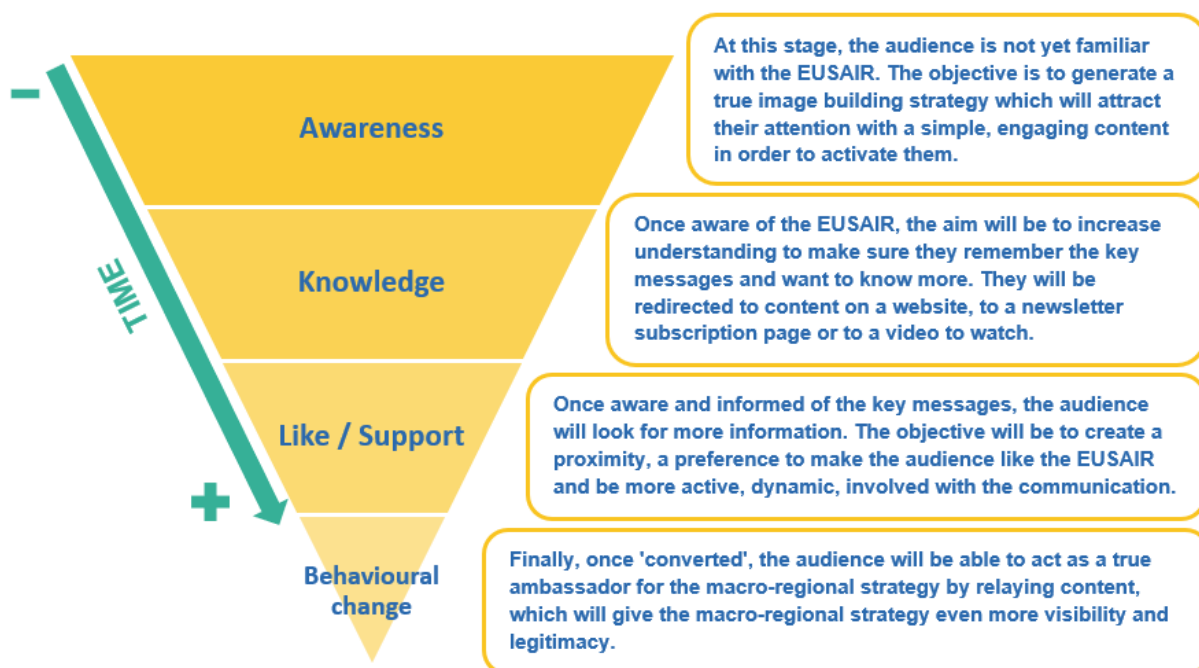 At this stage, the audience is not yet familiar
with the EUSAIR. The objective is to generate a
true image building strategy which will attract
their attention with a simple, engaging content
in order to activate them.
−
Awareness
Once aware of the EUSAIR, the aim will be to increase
understanding to make sure they remember the key
messages and want to know more. They will be
redirected to content on a website, to a newsletter
subscription page or to a video to watch.
Knowledge
TIME
Once aware and informed of the key messages, the audience
will look for more information. The objective will be to create a
proximity, a preference to make the audience like the EUSAIR
and be more active, dynamic, involved with the communication.
Like / Support
+
Finally, once 'converted', the audience will be able to act as a true
ambassador for the macro-regional strategy by relaying content,
which will give the macro-regional strategy even more visibility and
legitimacy.
Behavioural
change